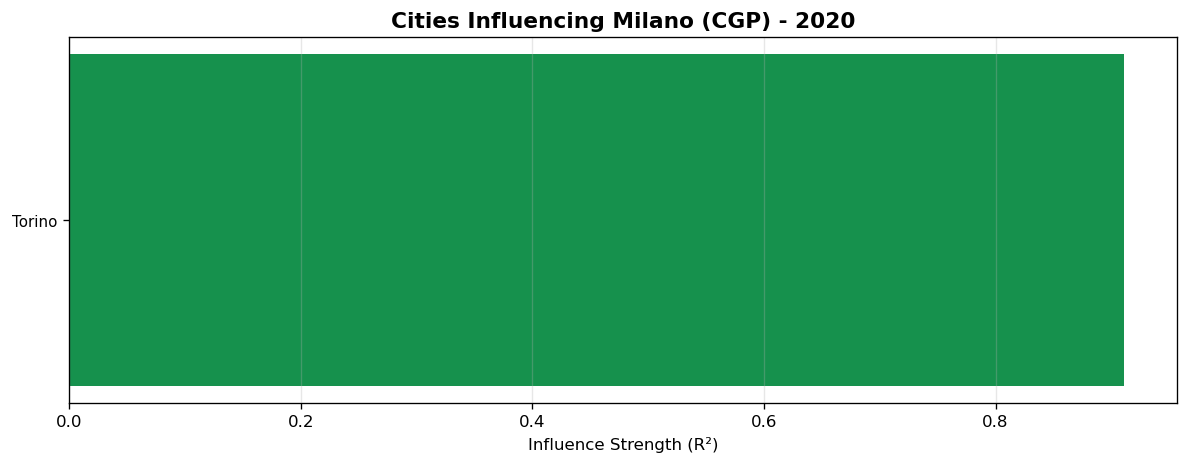 Cities Influencing Milano (CGP) - 2020
Torino
0.0 0.2 0.4 0.6 0.8
Influence Strength (R²)